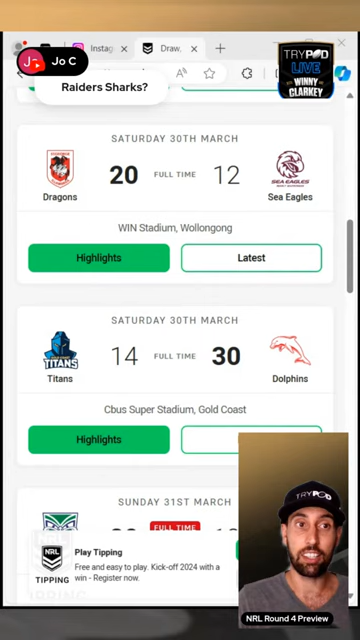 Instag
Draw,
Jo C
Raiders Sharks?
TRYPOD
LIVE
WITH
WINNY
CLARKEY
SATURDAY 30TH MARCH
20
FULL TIME
12
Dragons
Sea Eagles
WIN Stadium, Wollongong
Highlights
Latest
SATURDAY 30TH MARCH
TITANS
14
FULL TIME
30
Titans
Dolphins
Cbus Super Stadium, Gold Coast
Highlights
SUNDAY 31ST MARCH
FULL TIME
NRL
TIPPING
Play Tipping
Free and easy to play. Kick-off 2024 with a
win - Register now.
TRYPOD
NRL Round 4 Preview